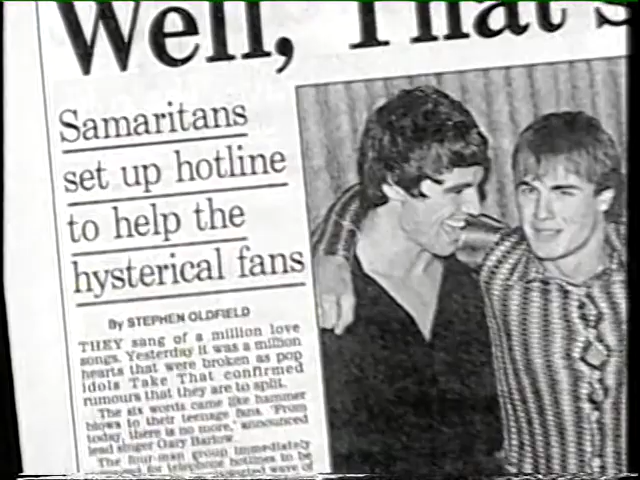 Well, That's
Samaritans
set up hotline
to help the
hysterical fans
By STEPHEN OLDFIELD
THEY sang of a million love
songs. Yesterday it was a million
hearts that were broken as pop
idols Take That confirmed
rumours that they are to split.
The six words came like hammer
blows to their teenage fans. 'From
today, there is no more,' announced
lead singer Gary Barlow.
The four-man group immediately
for telephone hotlines to be
wave of